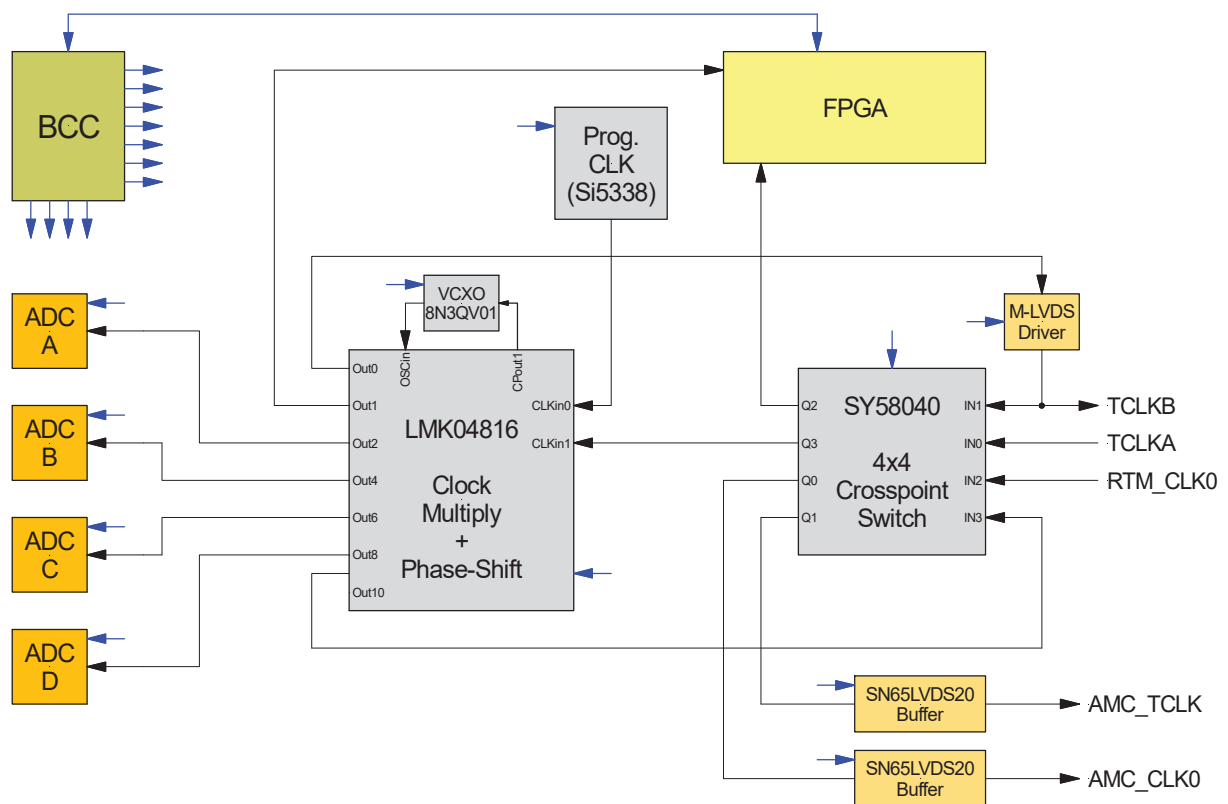 BCC
FPGA
Prog.
CLK
(Si5338)
VCXO
8N3QV01
M-LVDS
Driver
ADC
A
ADC
B
ADC
C
ADC
D
OSCin
CPout1
Out0
Out1
Out2
Out4
Out6
Out8
Out10
CLKin0
CLKin1
LMK04816
Clock
Multiply
+
Phase-Shift
Q2
Q3
Q0
Q1
SY58040
4x4
Crosspoint
Switch
IN1
IN0
IN2
IN3
TCLKB
TCLKA
RTM_CLK0
SN65LVDS20
Buffer
AMC_TCLK
SN65LVDS20
Buffer
AMC_CLK0